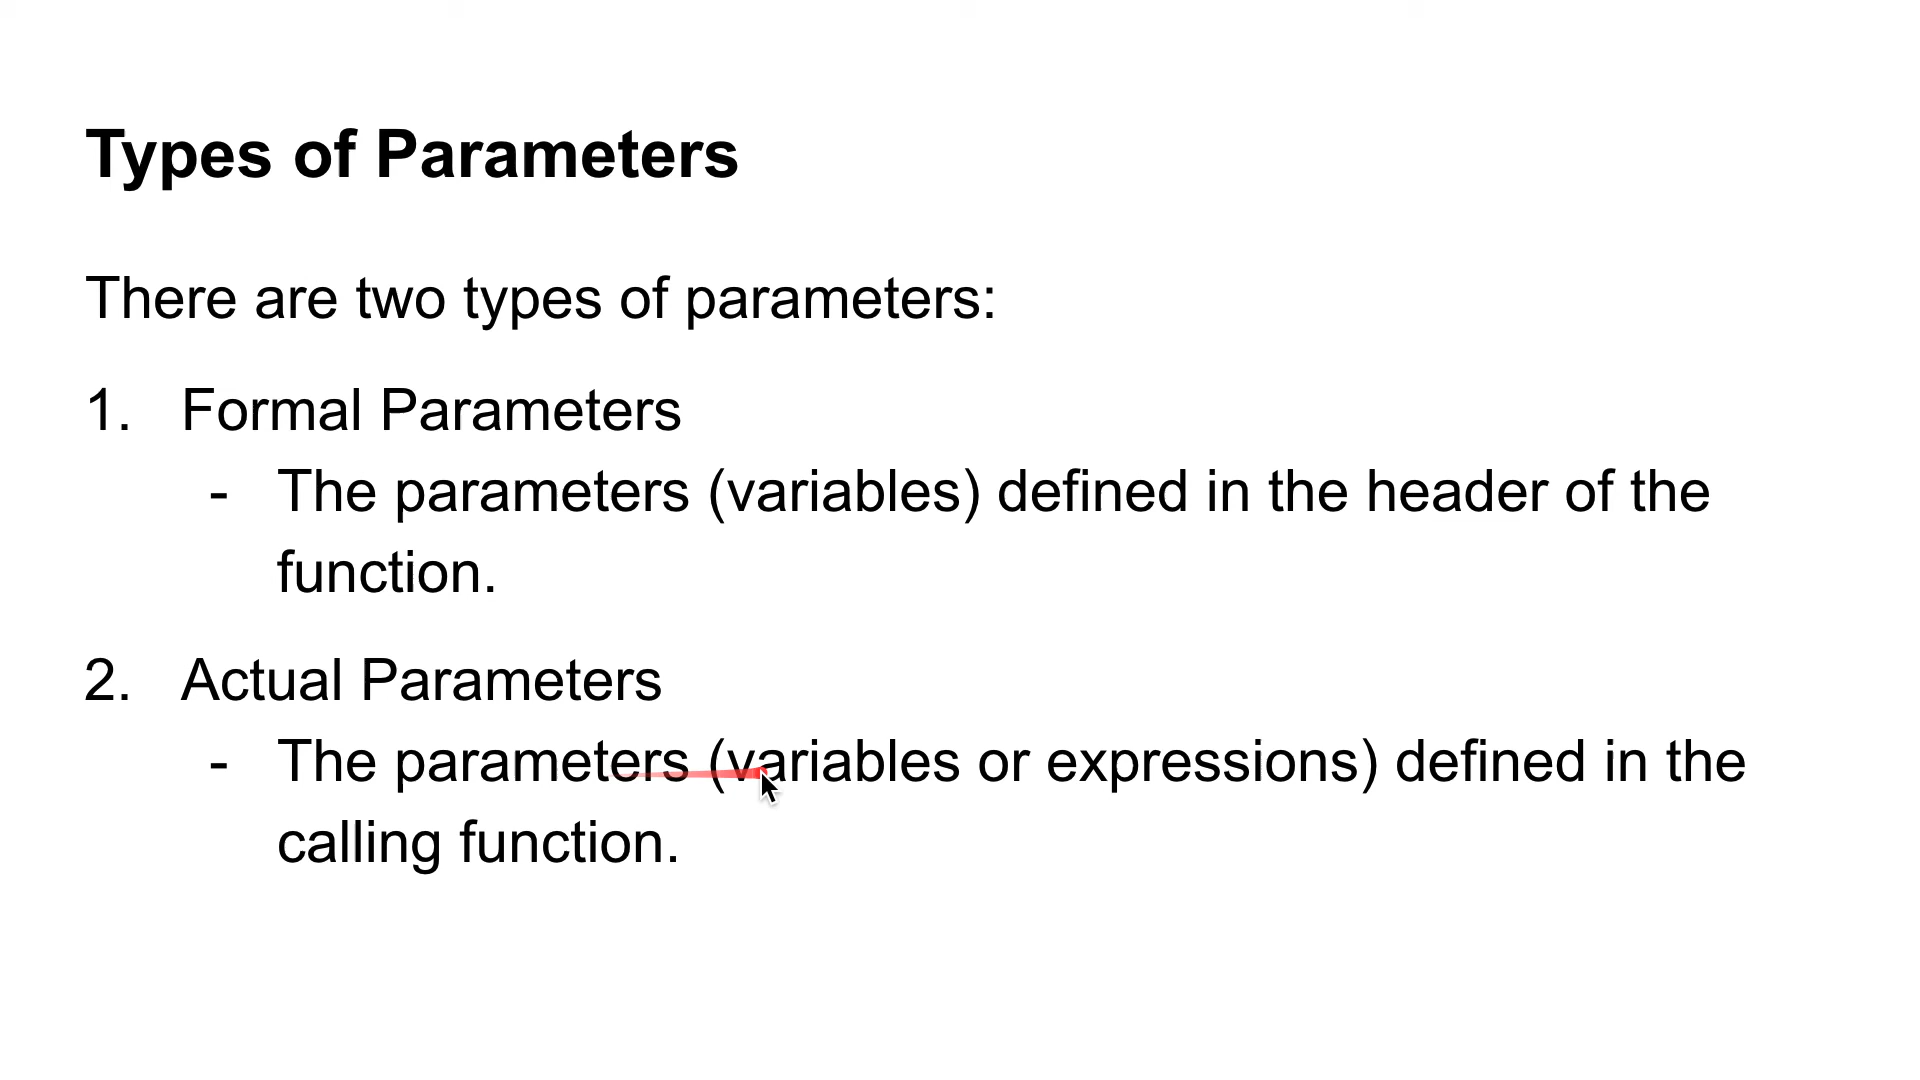 Types of Parameters
There are two types of parameters:
1. Formal Parameters
- The parameters (variables) defined in the header of the
function.
2. Actual Parameters
- The parameters (variables or expressions) defined in the
calling function.